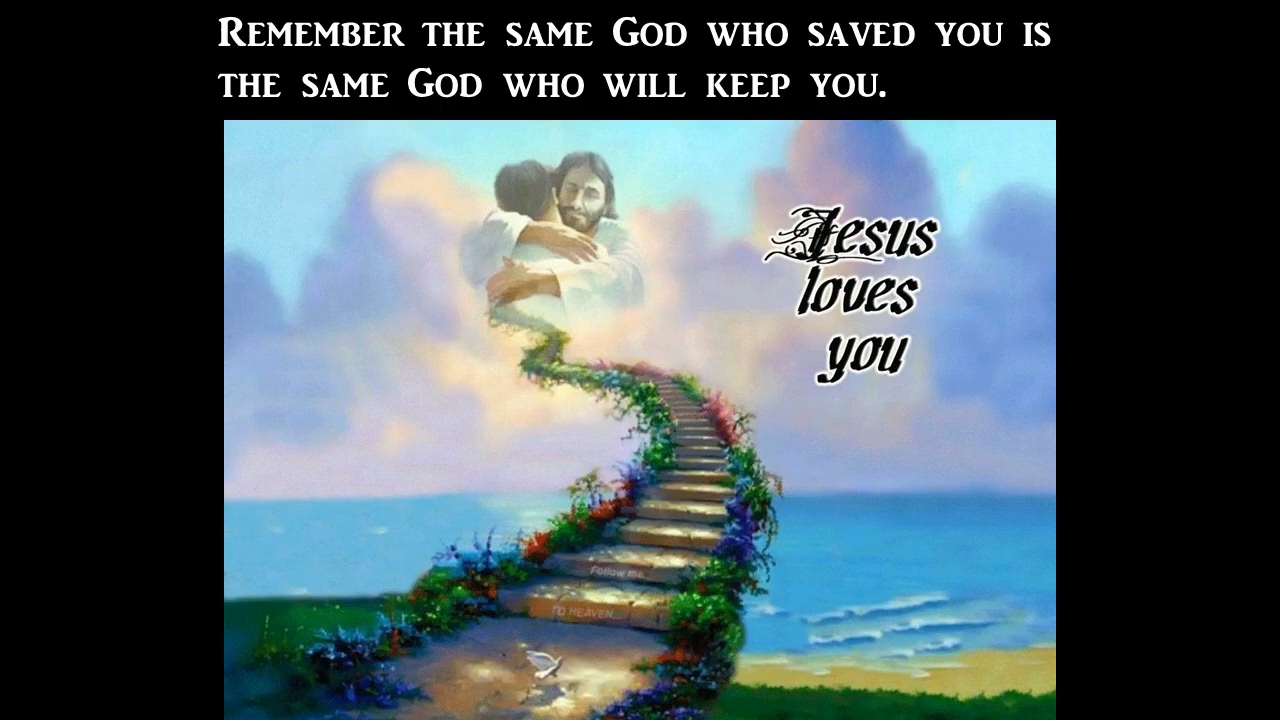 Remember the same God who saved you is
the same God who will keep you.
Jesus
loves
you
Follow me...
TO HEAVEN...